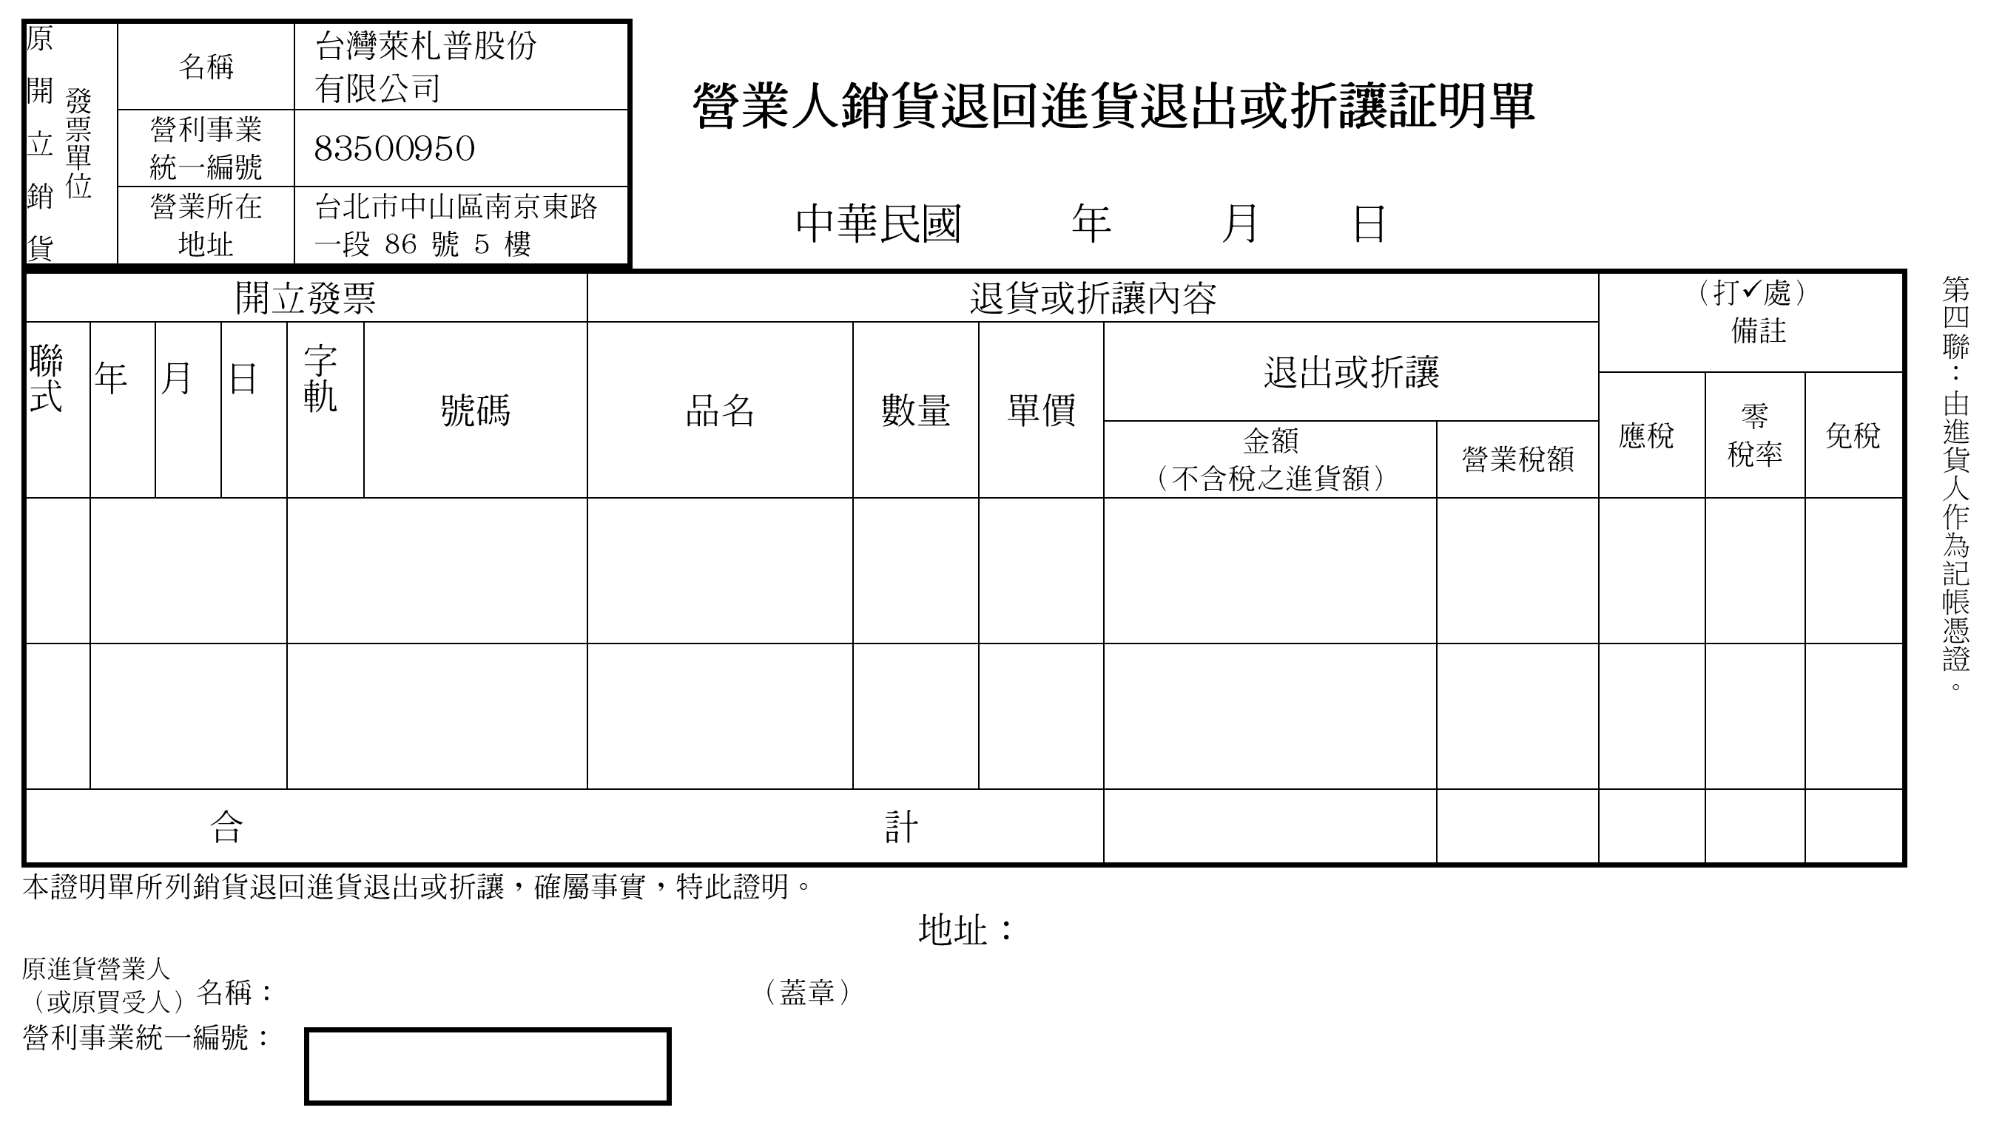 原開立銷貨
發票單位
名稱
台灣萊札普股份
有限公司
營利事業
統一編號
83500950
營業所在
地址
台北市中山區南京東路
一段 86 號 5 樓
營業人銷貨退回進貨退出或折讓証明單
中華民國 年 月 日
開立發票
退貨或折讓內容
（打✓處）
備註
聯式
年
月
日
字軌
號碼
品名
數量
單價
退出或折讓
金額
（不含稅之進貨額）
營業稅額
應稅
零
稅率
免稅
合 計
第四聯：由進貨人作為記帳憑證。
本證明單所列銷貨退回進貨退出或折讓，確屬事實，特此證明。
地址：
原進貨營業人
（或原買受人）名稱：
（蓋章）
營利事業統一編號：